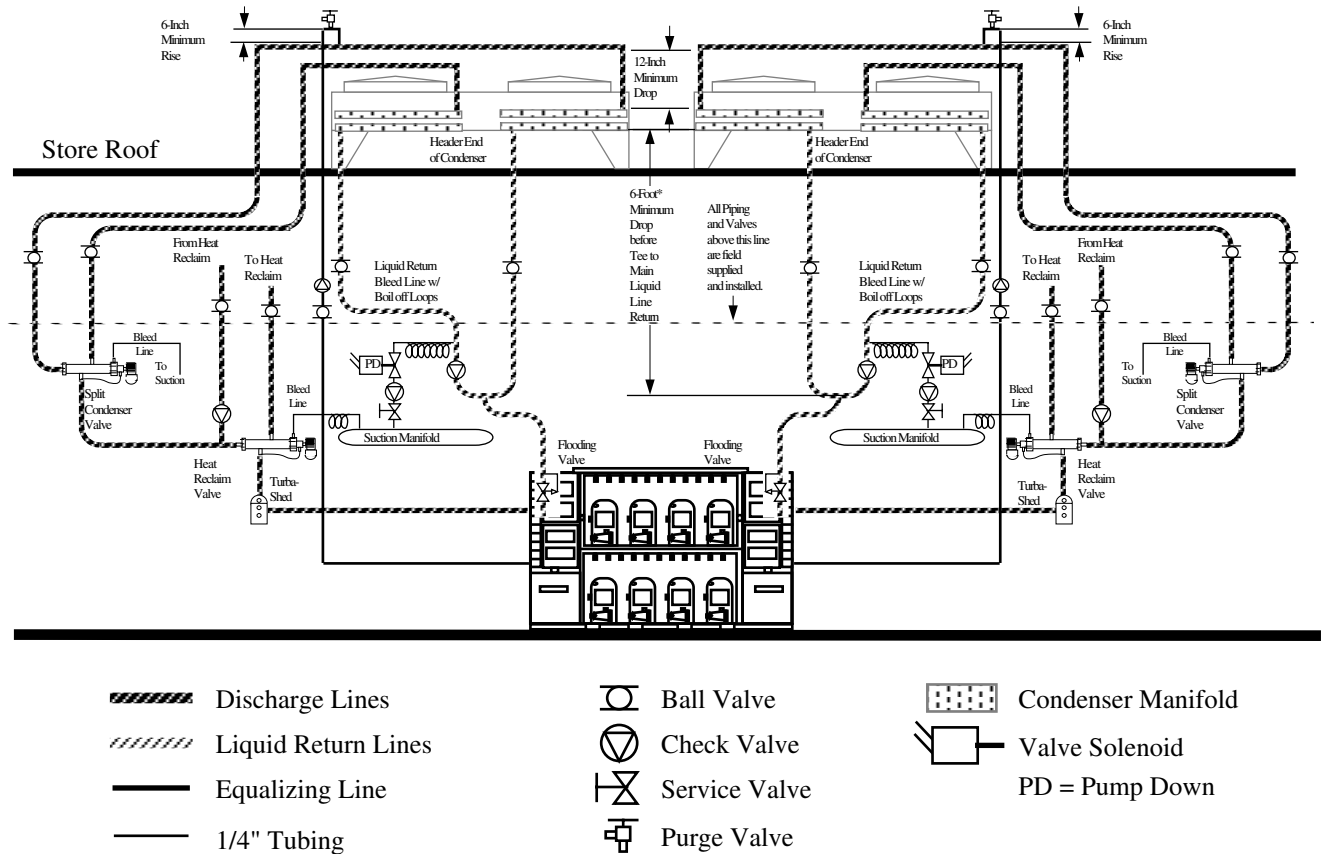 6-Inch
Minimum
Rise
12-Inch
Minimum
Drop
6-Inch
Minimum
Rise
Store Roof
Header End
of Condenser
Header End
of Condenser
6-Foot*
Minimum
Drop
before
Tee to
Main
Liquid
Line
Return
All Piping
and Valves
above this line
are field
supplied
and installed.
From Heat
Reclaim
To Heat
Reclaim
Liquid Return
Bleed Line w/
Boil off Loops
Liquid Return
Bleed Line w/
Boil off Loops
To Heat
Reclaim
From Heat
Reclaim
Bleed
Line
To
Suction
Split
Condenser
Valve
PD
Bleed
Line
Suction Manifold
Heat
Reclaim
Valve
Turba-
Shed
Flooding
Valve
Flooding
Valve
PD
Suction Manifold
Bleed
Line
Bleed
Line
To
Suction
Split
Condenser
Valve
Heat
Reclaim
Valve
Turba-
Shed
Discharge Lines
Liquid Return Lines
Equalizing Line
1/4" Tubing
Ball Valve
Check Valve
Service Valve
Purge Valve
Condenser Manifold
Valve Solenoid
PD = Pump Down